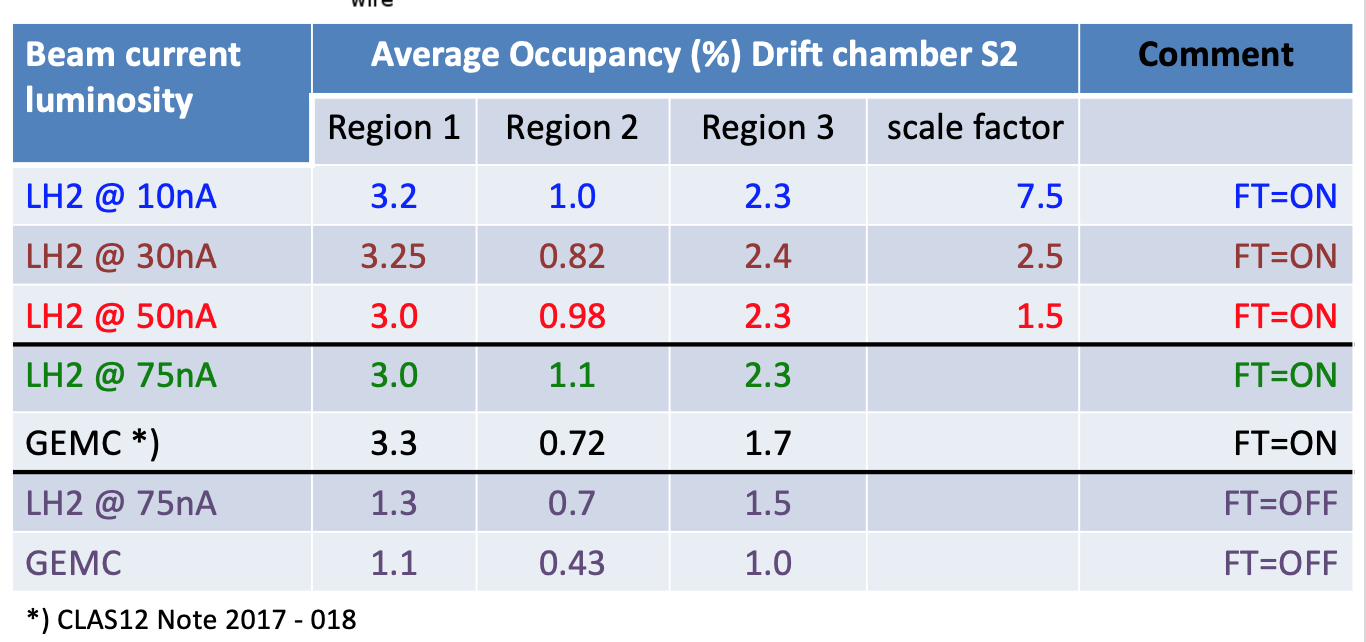 wire
Beam current luminosity Average Occupancy (%) Drift chamber S2 Comment
Region 1 Region 2 Region 3 scale factor
LH2 @ 10nA 3.2 1.0 2.3 7.5 FT=ON
LH2 @ 30nA 3.25 0.82 2.4 2.5 FT=ON
LH2 @ 50nA 3.0 0.98 2.3 1.5 FT=ON
LH2 @ 75nA 3.0 1.1 2.3 FT=ON
GEMC *) 3.3 0.72 1.7 FT=ON
LH2 @ 75nA 1.3 0.7 1.5 FT=OFF
GEMC 1.1 0.43 1.0 FT=OFF
*) CLAS12 Note 2017 - 018